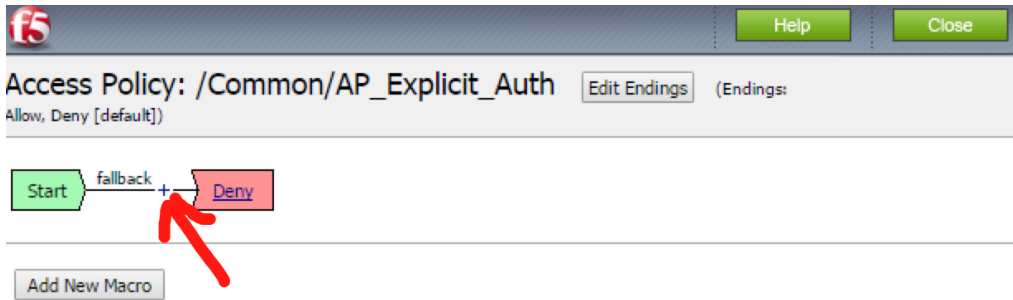 f5
Help
Close
Access Policy: /Common/AP_Explicit_Auth Edit Endings (Endings:
Allow, Deny [default])
Start fallback + Deny
Add New Macro